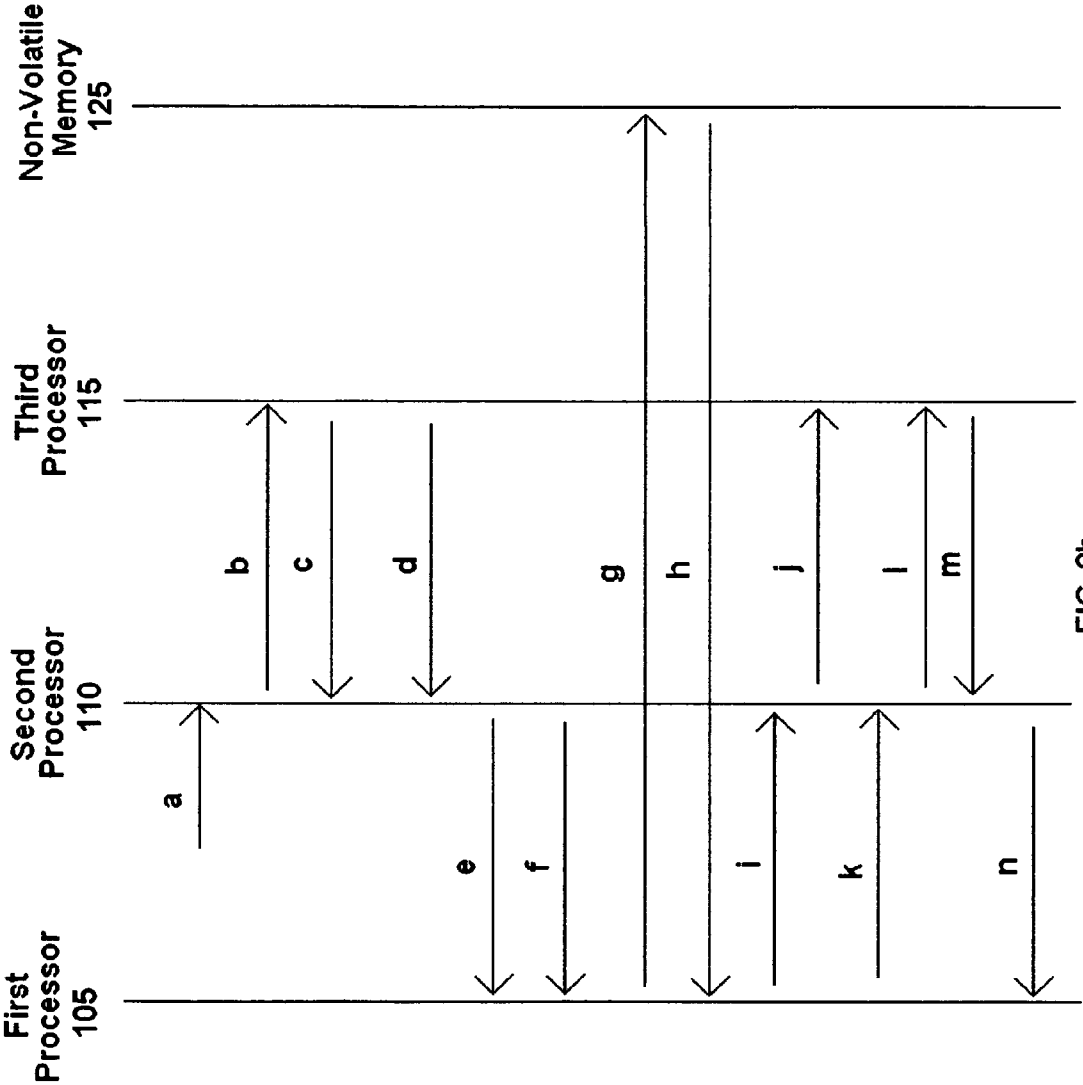 First
Processor
105
Second
Processor
110
Third
Processor
115
Non-Volatile
Memory
125
a
b
c
d
e
f
g
h
i
j
k
l
m
n